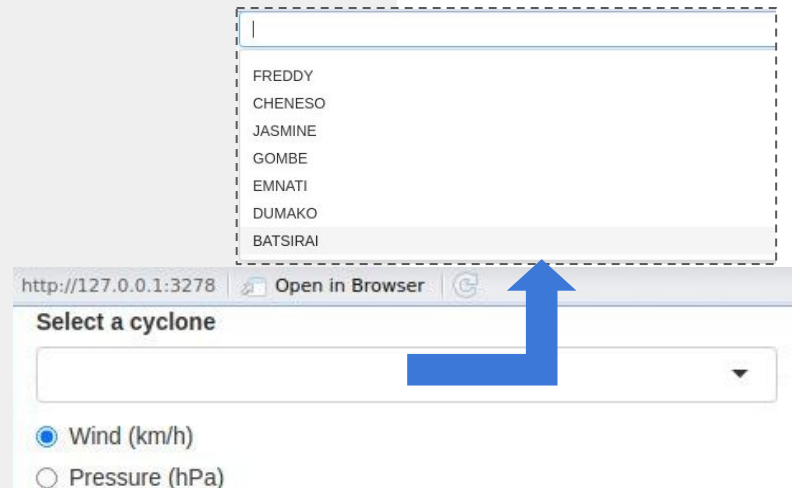 FREDDY
CHENESO
JASMINE
GOMBE
EMNATI
DUMAKO
BATSIRAI
http://127.0.0.1:3278 Open in Browser
Select a cyclone
Wind (km/h)
Pressure (hPa)